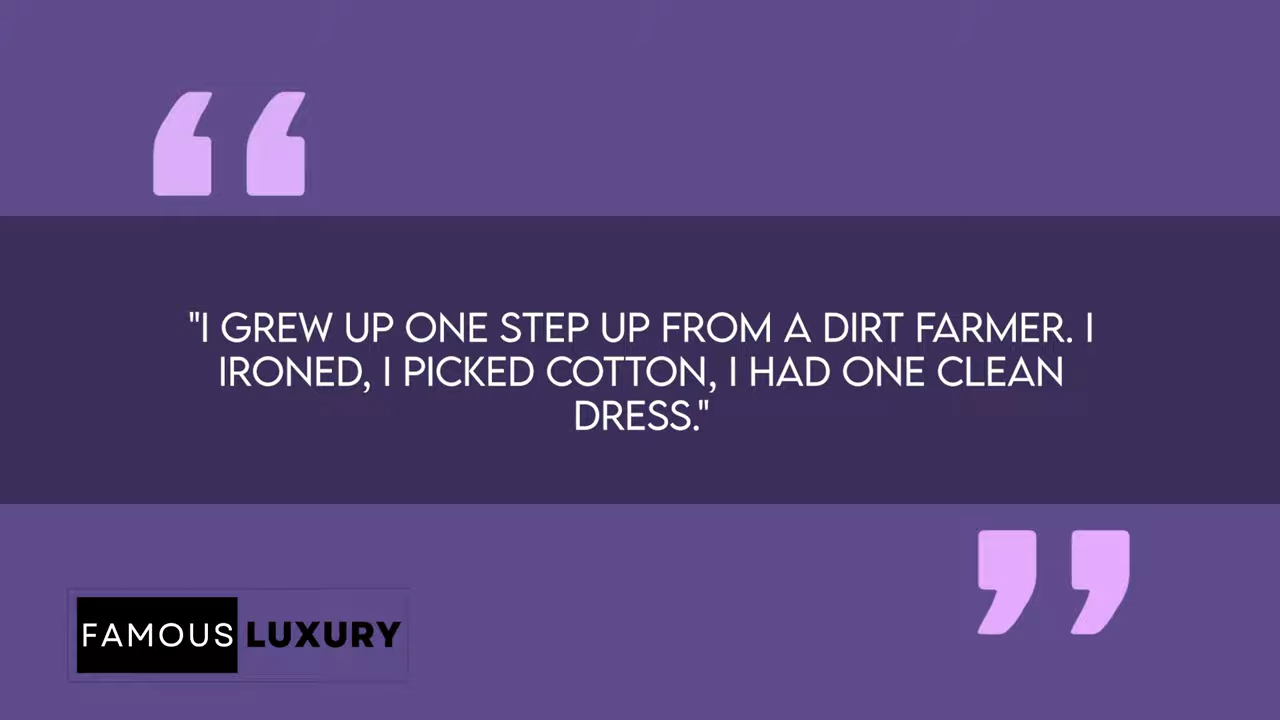 "I GREW UP ONE STEP UP FROM A DIRT FARMER. I
IRONED, I PICKED COTTON, I HAD ONE CLEAN
DRESS."
FAMOUS LUXURY